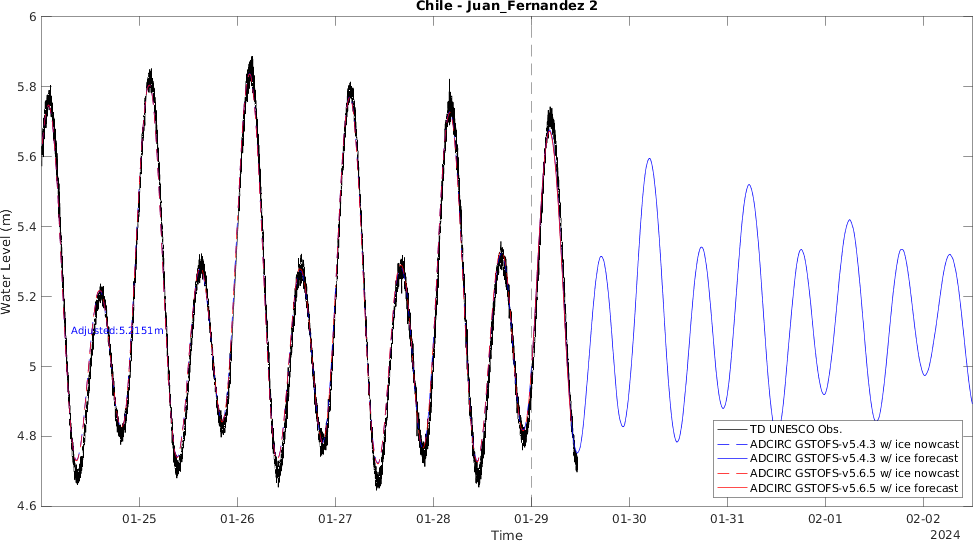 Chile - Juan_Fernandez 2
6
5.8
5.6
5.4
5.2
5
4.8
4.6
Water Level (m)
Adjusted:5.2151m
TD UNESCO Obs.
ADCIRC GSTOFS-v5.4.3 w/ ice nowcast
ADCIRC GSTOFS-v5.4.3 w/ ice forecast
ADCIRC GSTOFS-v5.6.5 w/ ice nowcast
ADCIRC GSTOFS-v5.6.5 w/ ice forecast
01-25 01-26 01-27 01-28 01-29 01-30 01-31 02-01 02-02
Time
2024